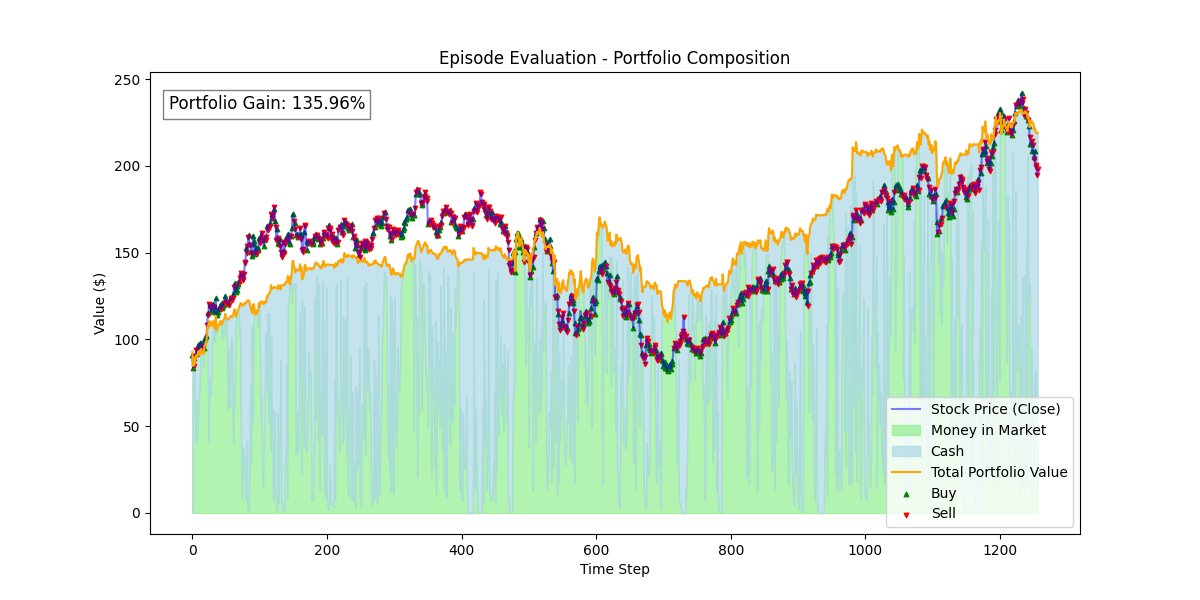 Episode Evaluation - Portfolio Composition
Portfolio Gain: 135.96%
Value ($)
250
200
150
100
50
0
0 200 400 600 800 1000 1200
Time Step
Stock Price (Close)
Money in Market
Cash
Total Portfolio Value
Buy
Sell